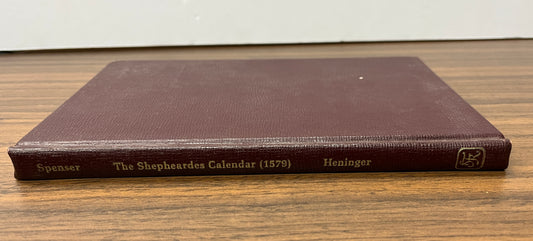 Spenser The Shepheardes Calendar (1579) Heninger